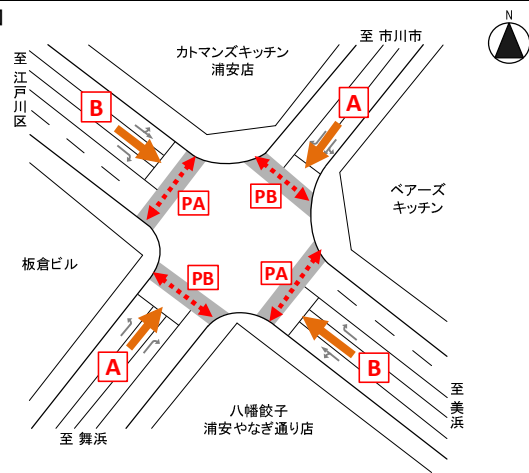 N
至 市川市
カトマンズキッチン
浦安店
至 江戸川区
B
A
PA
PB
ベアーズ
キッチン
板倉ビル
PB
PA
A
B
八幡餃子
浦安やなぎ通り店
至 美浜
至 舞浜